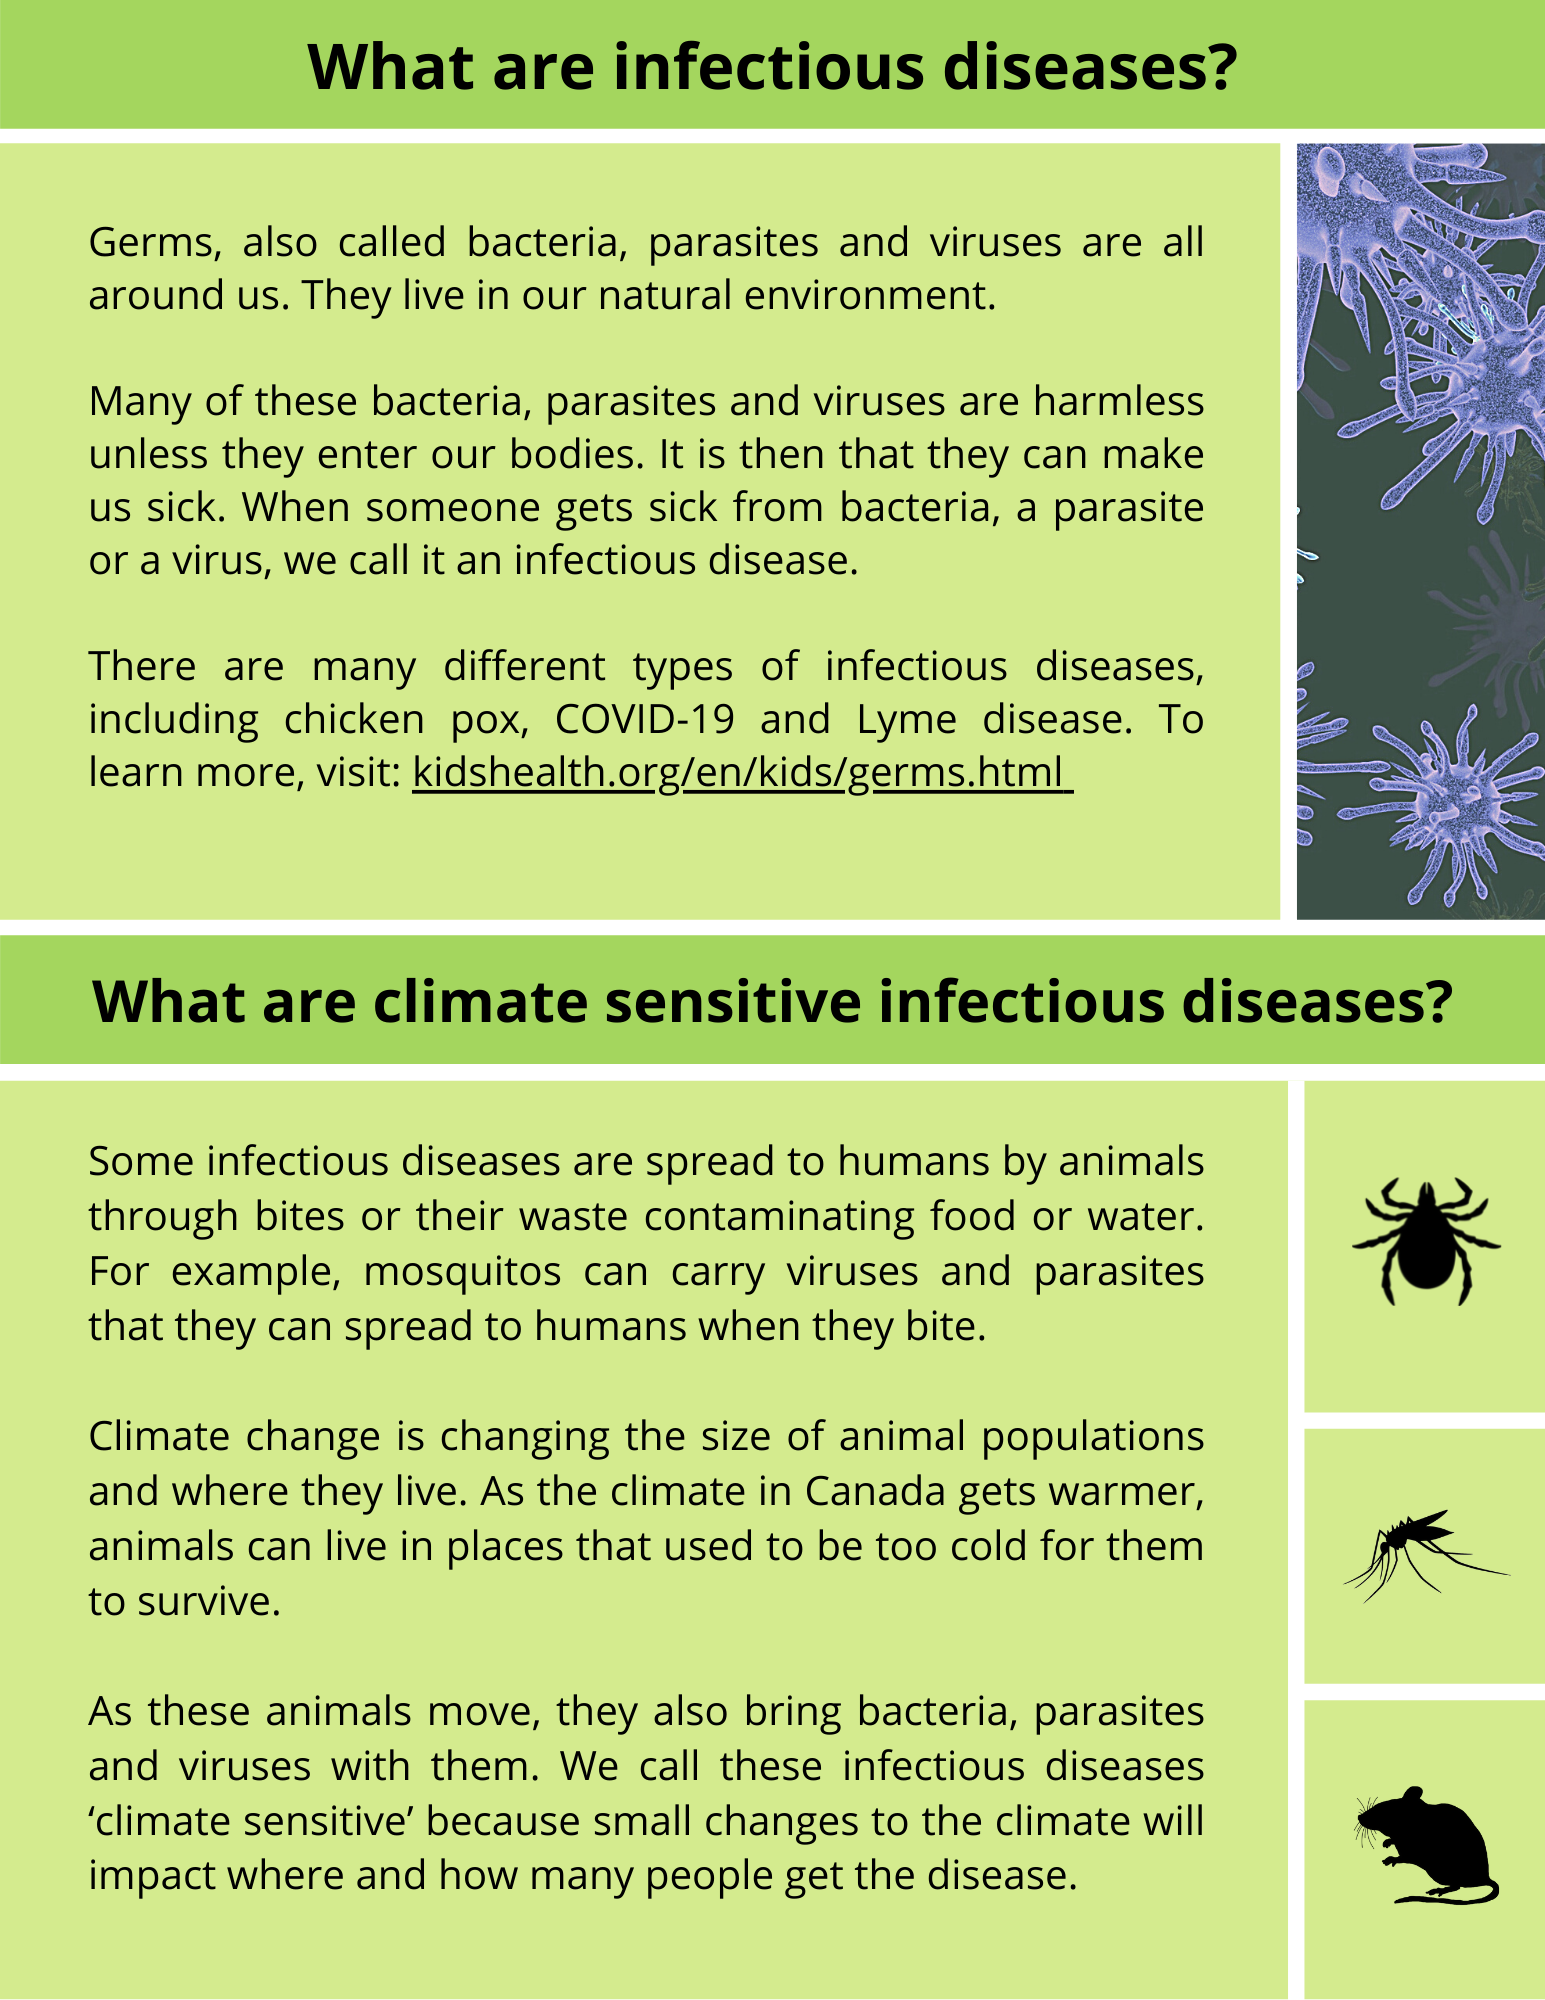 What are infectious diseases?
Germs, also called bacteria, parasites and viruses are all
around us. They live in our natural environment.
Many of these bacteria, parasites and viruses are harmless
unless they enter our bodies. It is then that they can make
us sick. When someone gets sick from bacteria, a parasite
or a virus, we call it an infectious disease.
There are many different types of infectious diseases,
including chicken pox, COVID-19 and Lyme disease. To
learn more, visit: kidshealth.org/en/kids/germs.html
What are climate sensitive infectious diseases?
Some infectious diseases are spread to humans by animals
through bites or their waste contaminating food or water.
For example, mosquitos can carry viruses and parasites
that they can spread to humans when they bite.
Climate change is changing the size of animal populations
and where they live. As the climate in Canada gets warmer,
animals can live in places that used to be too cold for them
to survive.
As these animals move, they also bring bacteria, parasites
and viruses with them. We call these infectious diseases
‘climate sensitive’ because small changes to the climate will
impact where and how many people get the disease.